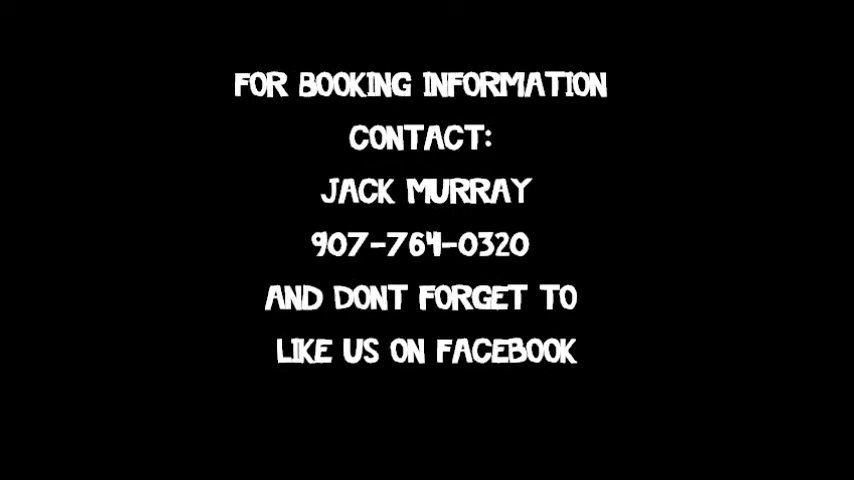 FOR BOOKING INFORMATION
CONTACT:
JACK MURRAY
907-764-0320
AND DONT FORGET TO
LIKE US ON FACEBOOK